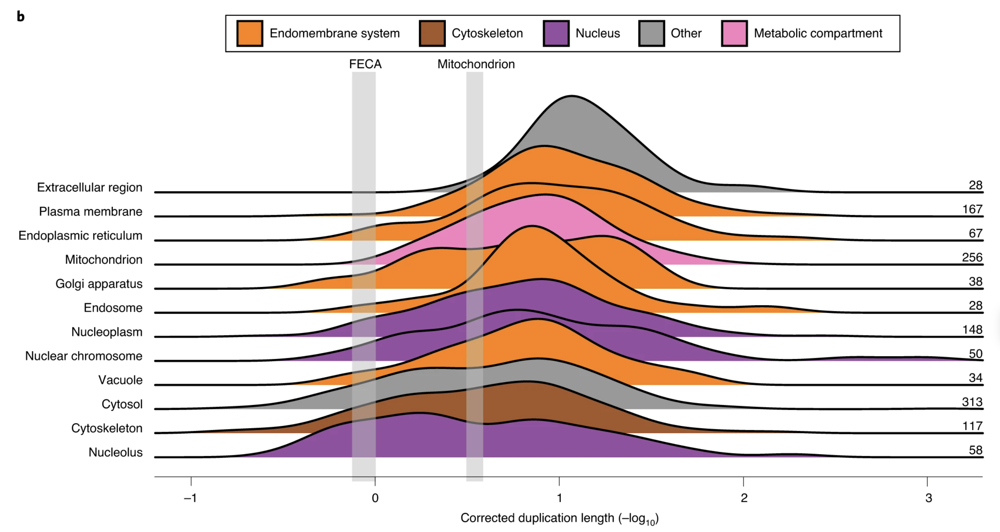 b
Endomembrane system Cytoskeleton Nucleus Other Metabolic compartment
FECA Mitochondrion
Extracellular region 28
Plasma membrane 167
Endoplasmic reticulum 67
Mitochondrion 256
Golgi apparatus 38
Endosome 28
Nucleoplasm 148
Nuclear chromosome 50
Vacuole 34
Cytosol 313
Cytoskeleton 117
Nucleolus 58
–1 0 1 2 3
Corrected duplication length (–log₁₀)